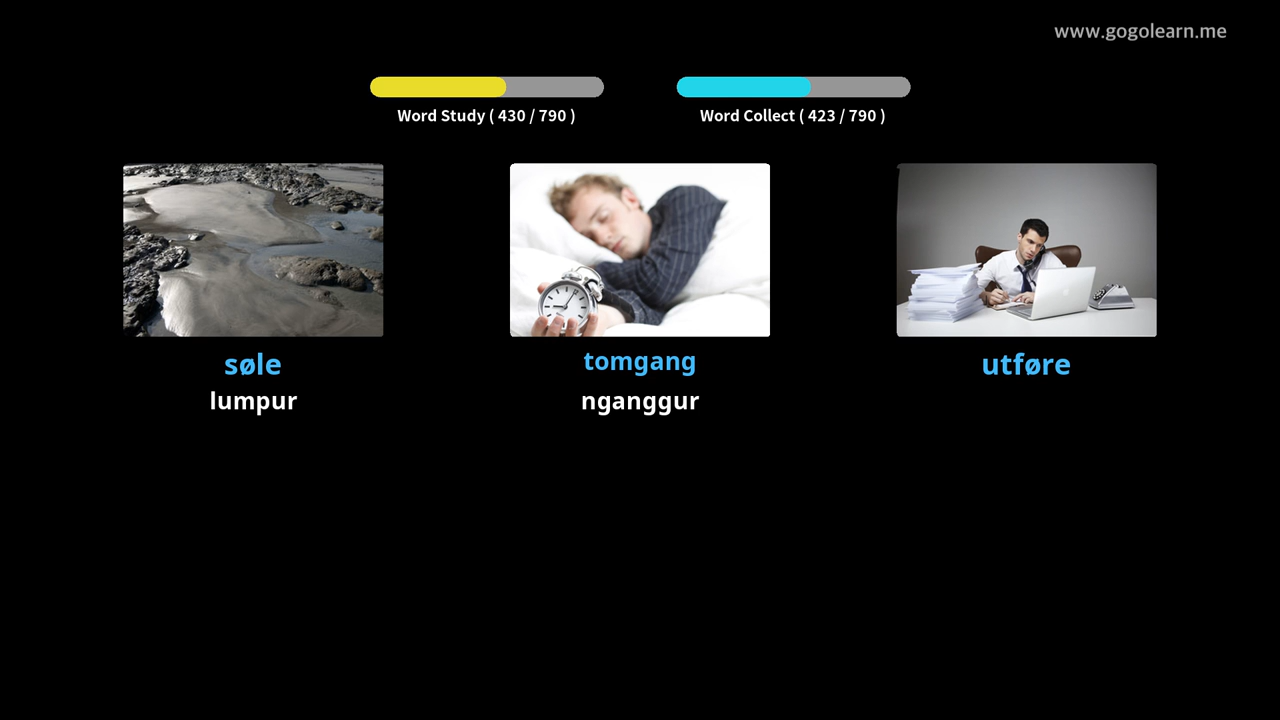 www.gogolearn.me
Word Study ( 430 / 790 )
Word Collect ( 423 / 790 )
søle
lumpur
tomgang
nganggur
utføre